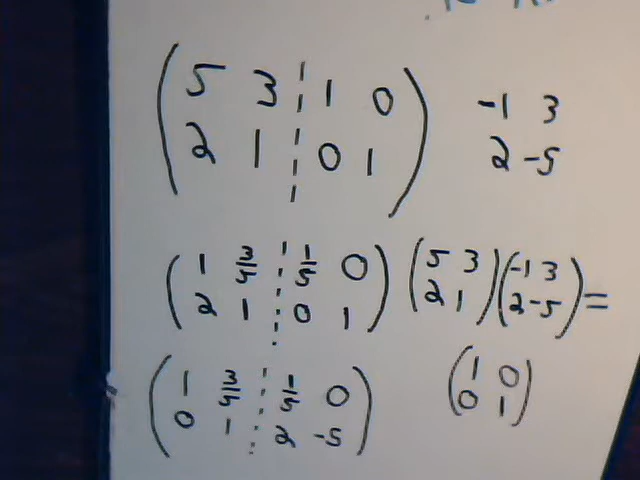 ( 5 3 ¦ 1 0 ) -1 3
( 2 1 ¦ 0 1 ) 2 -5
( 1 3/5 ¦ 1/5 0 ) ( 5 3 ) ( -1 3 ) =
( 2 1 ¦ 0 1 ) ( 2 1 ) ( 2 -5 )
( 1 3/5 ¦ 1/5 0 ) ( 1 0 )
( 0 1 ¦ 2 -5 ) ( 0 1 )